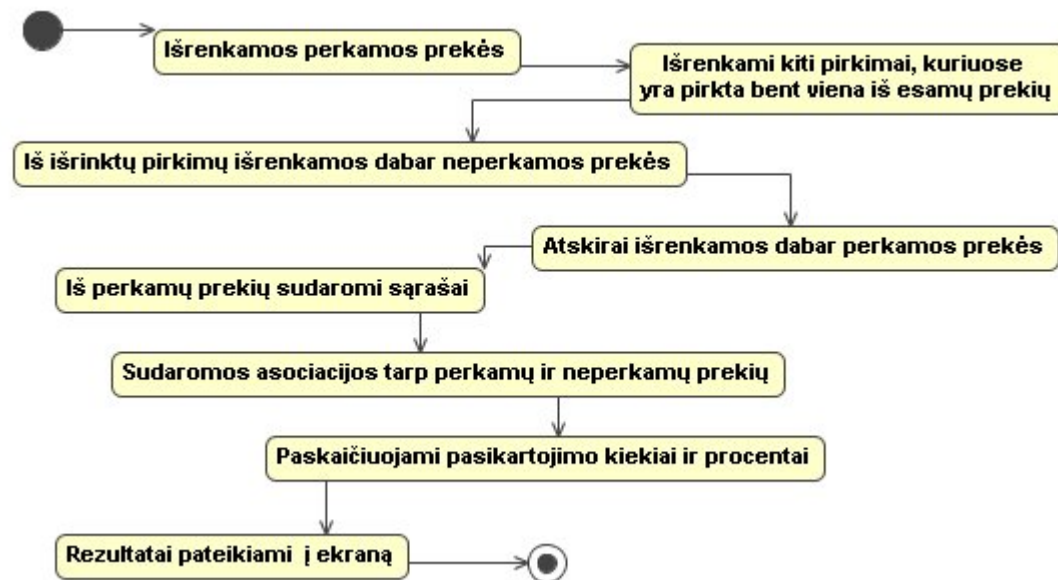 Išrenkamos perkamos prekės
Išrenkami kiti pirkimai, kuriuose
yra pirkta bent viena iš esamų prekių
Iš išrinktų pirkimų išrenkamos dabar neperkamos prekės
Atskirai išrenkamos dabar perkamos prekės
Iš perkamų prekių sudaromi sąrašai
Sudaromos asociacijos tarp perkamų ir neperkamų prekių
Paskaičiuojami pasikartojimo kiekiai ir procentai
Rezultatai pateikiami į ekraną